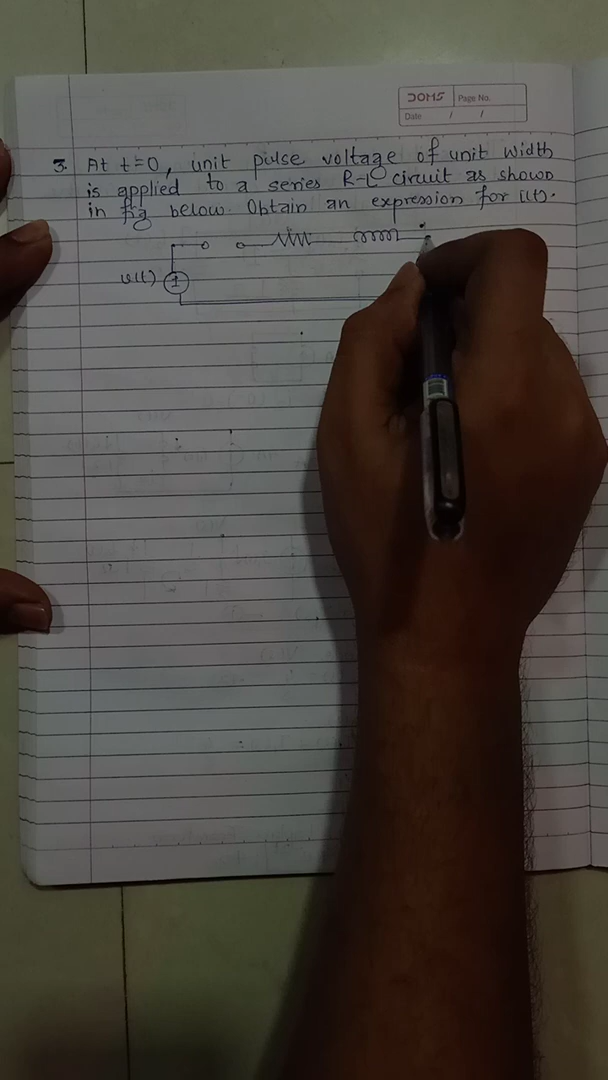 DOMS Page No.
Date / /
3. At t=0, unit pulse voltage of unit width
is applied to a series R-L circuit as shown
in fig below. Obtain an expression for i(t).
v(t)